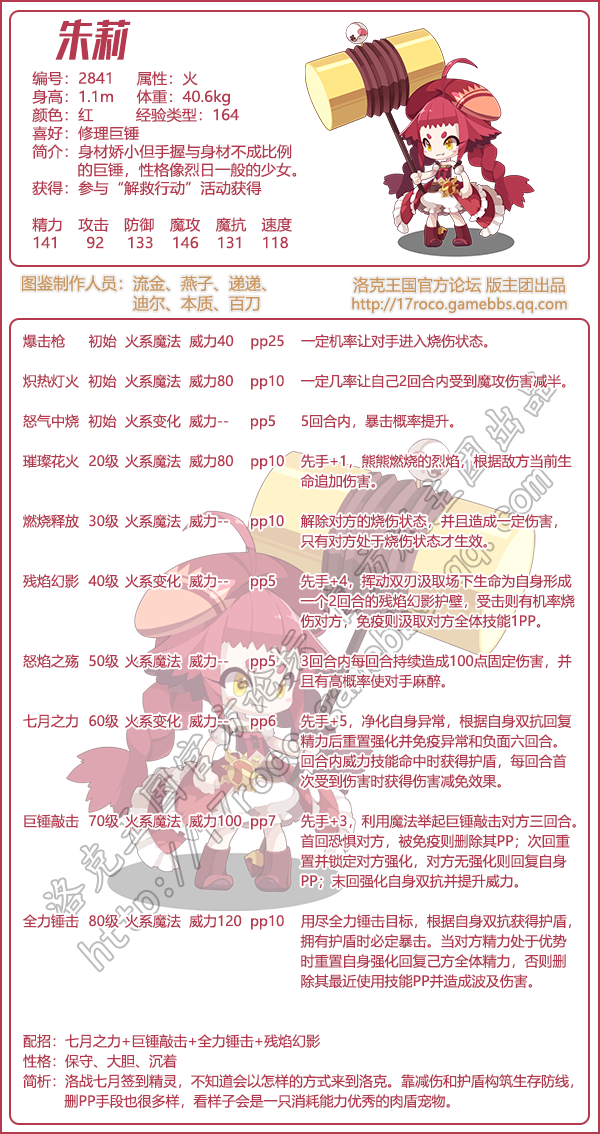 朱莉
编号：2841 属性：火
身高：1.1m 体重：40.6kg
颜色：红 经验类型：164
喜好：修理巨锤
简介：身材娇小但手握与身材不成比例
的巨锤，性格像烈日一般的少女。
获得：参与“解救行动”活动获得
精力 攻击 防御 魔攻 魔抗 速度
141 92 133 146 131 118
图鉴制作人员：流金、燕子、递递、
迪尔、本质、百刀
洛克王国官方论坛 版主团出品
http://17roco.gamebbs.qq.com
爆击枪 初始 火系魔法 威力40 pp25 一定机率让对手进入烧伤状态。
炽热灯火 初始 火系魔法 威力80 pp10 一定几率让自己2回合内受到魔攻伤害减半。
怒气中烧 初始 火系变化 威力-- pp5 5回合内，暴击概率提升。
璀璨花火 20级 火系魔法 威力80 pp10 先手+1，熊熊燃烧的烈焰，根据敌方当前生
命追加伤害。
燃烧释放 30级 火系魔法 威力-- pp10 解除对方的烧伤状态，并且造成一定伤害，
只有对方处于烧伤状态才生效。
残焰幻影 40级 火系变化 威力-- pp5 先手+4，挥动双刃汲取场下生命为自身形成
一个2回合的残焰幻影护壁，受击则有机率烧
伤对方，免疫则汲取对方全体技能1PP。
怒焰之殇 50级 火系魔法 威力-- pp5 3回合内每回合持续造成100点固定伤害，并
且有高概率使对手麻醉。
七月之力 60级 火系变化 威力-- pp6 先手+5，净化自身异常，根据自身双抗回复
精力后重置强化并免疫异常和负面六回合。
回合内威力技能命中时获得护盾，每回合首
次受到伤害时获得伤害减免效果。
巨锤敲击 70级 火系魔法 威力100 pp7 先手+3，利用魔法举起巨锤敲击对方三回合。
首回恐惧对方，被免疫则删除其PP；次回重
置并锁定对方强化，对方无强化则回复自身
PP；末回强化自身双抗并提升威力。
全力锤击 80级 火系魔法 威力120 pp10 用尽全力锤击目标，根据自身双抗获得护盾，
拥有护盾时必定暴击。当对方精力处于优势
时重置自身强化回复己方全体精力，否则删
除其最近使用技能PP并造成波及伤害。
配招：七月之力+巨锤敲击+全力锤击+残焰幻影
性格：保守、大胆、沉着
简析：洛战七月签到精灵，不知道会以怎样的方式来到洛克。靠减伤和护盾构筑生存防线，
删PP手段也很多样，看样子会是一只消耗能力优秀的肉盾宠物。
洛克王国官方论坛 版主团出品
http://17roco.gamebbs.qq.com